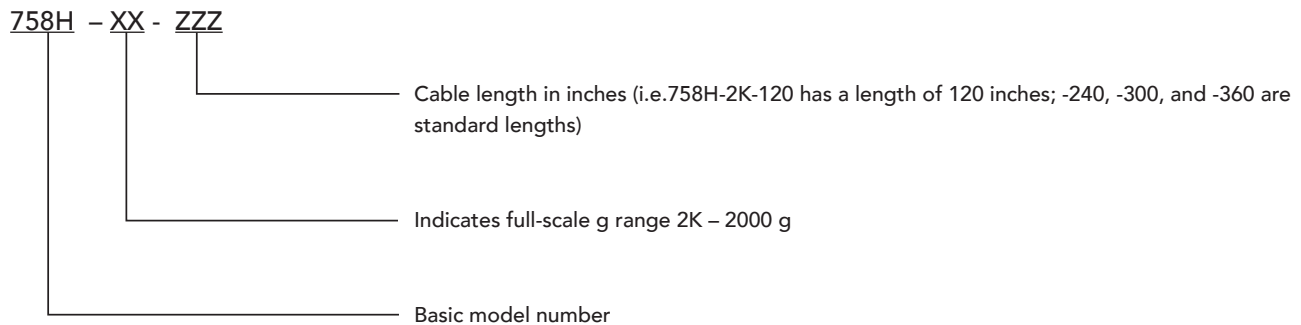 758H – XX - ZZZ
Cable length in inches (i.e.758H-2K-120 has a length of 120 inches; -240, -300, and -360 are
standard lengths)
Indicates full-scale g range 2K – 2000 g
Basic model number